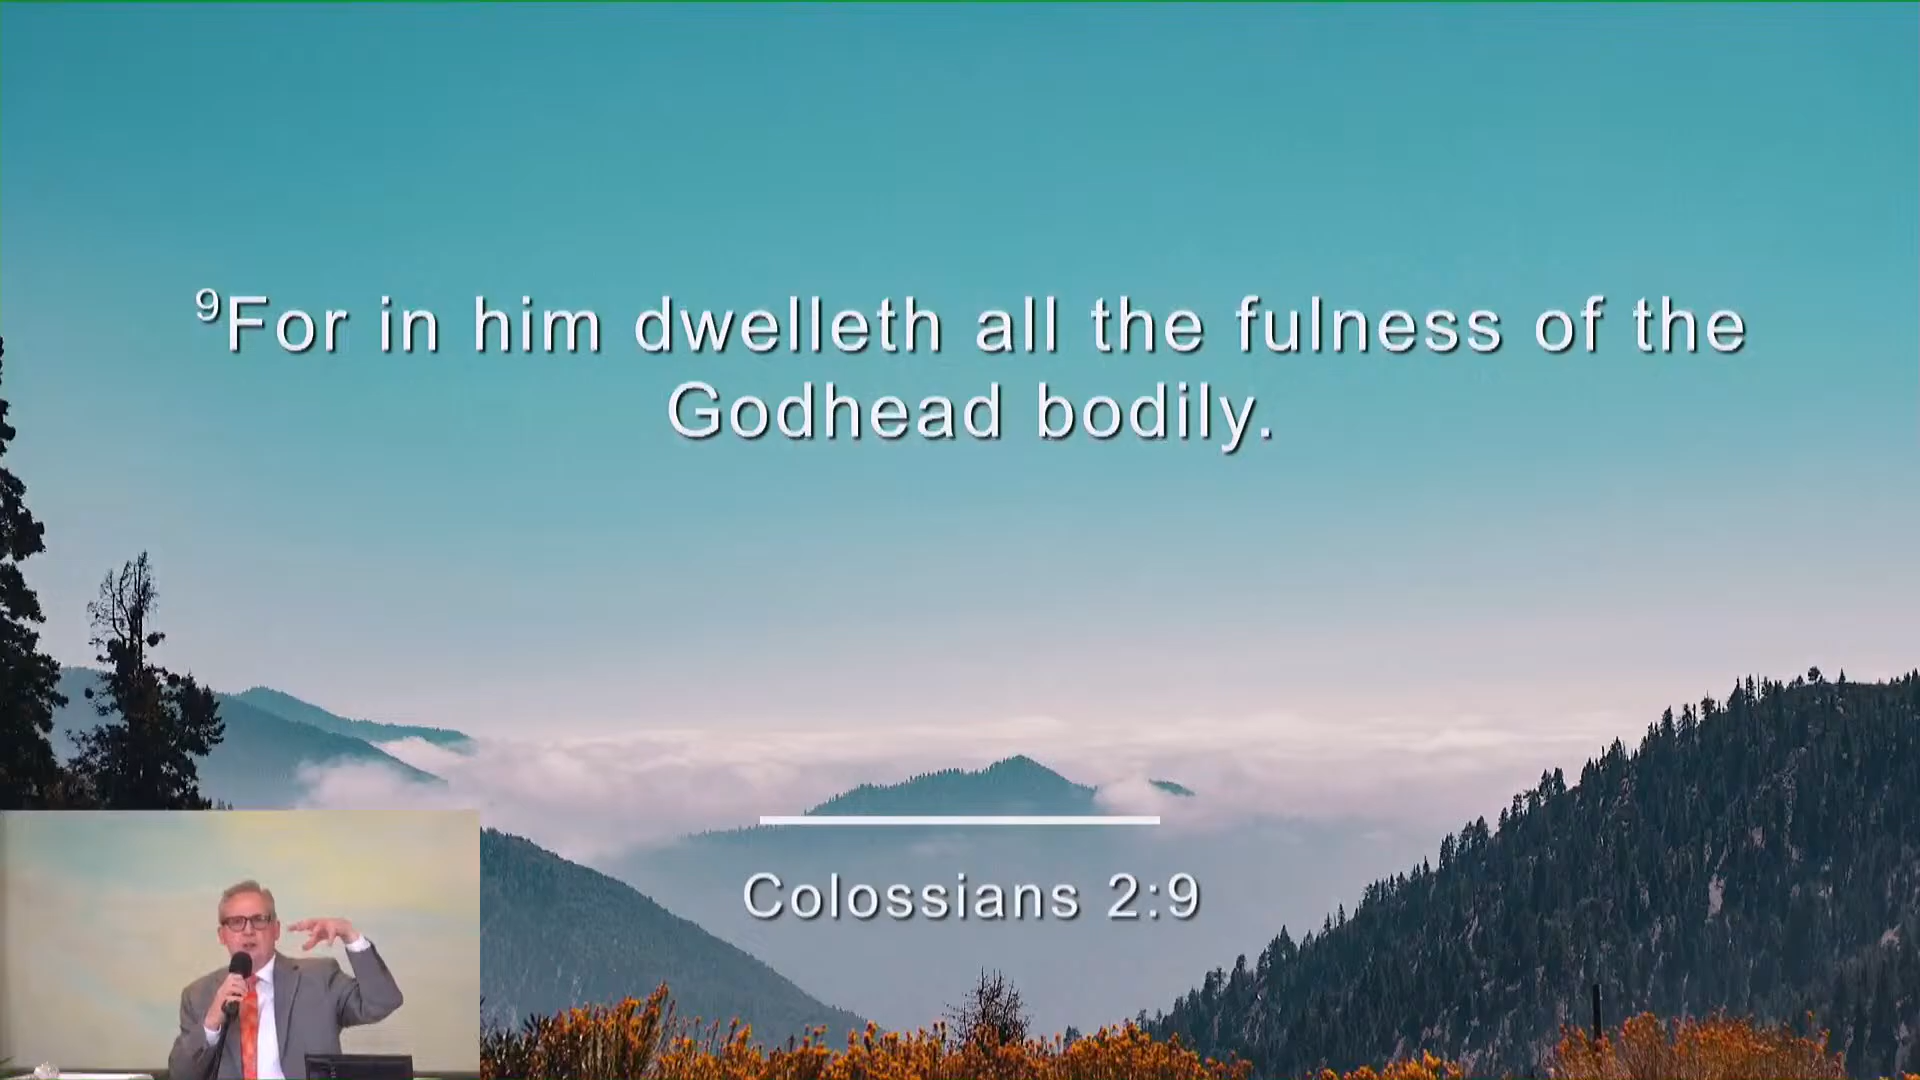 ⁹For in him dwelleth all the fulness of the
Godhead bodily.
Colossians 2:9